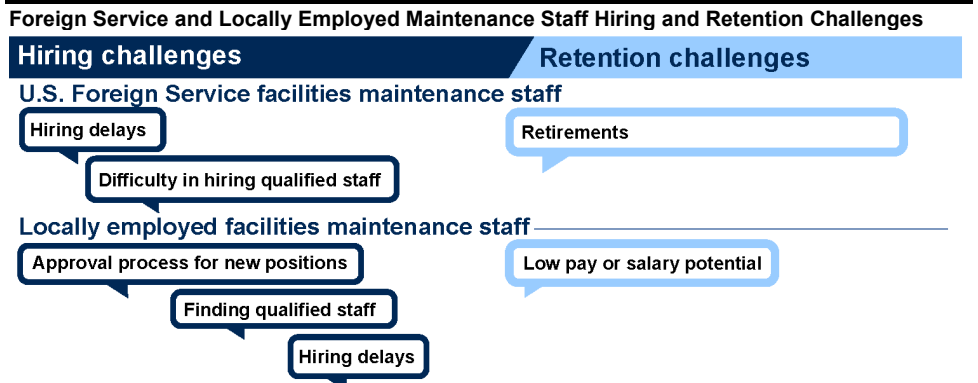 Foreign Service and Locally Employed Maintenance Staff Hiring and Retention Challenges
Hiring challenges
Retention challenges
U.S. Foreign Service facilities maintenance staff
Hiring delays
Retirements
Difficulty in hiring qualified staff
Locally employed facilities maintenance staff
Approval process for new positions
Low pay or salary potential
Finding qualified staff
Hiring delays